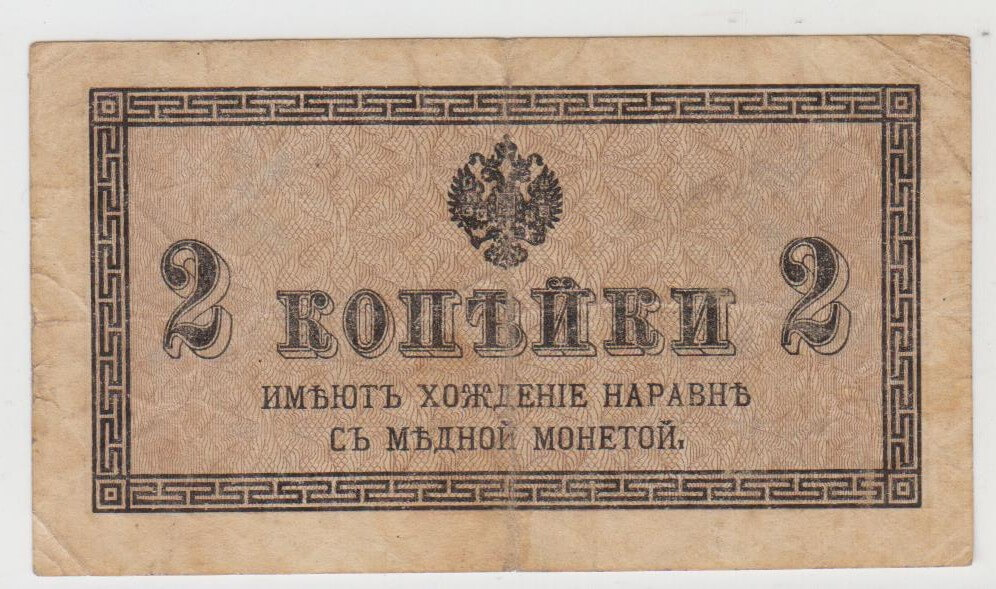 2 КОПѢЙКИ 2
ИМѢЮТЪ ХОЖДЕНІЕ НАРАВНѢ
СЪ МѢДНОЙ МОНЕТОЙ.